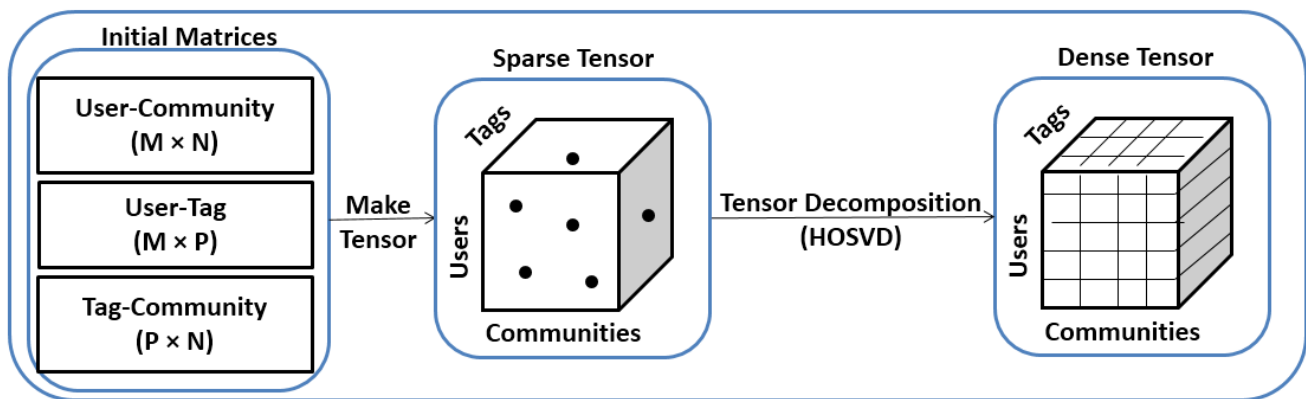 Initial Matrices
User-Community
(M × N)
User-Tag
(M × P)
Tag-Community
(P × N)
Make
Tensor
Sparse Tensor
Tags
Users
Communities
Tensor Decomposition
(HOSVD)
Dense Tensor
Tags
Users
Communities